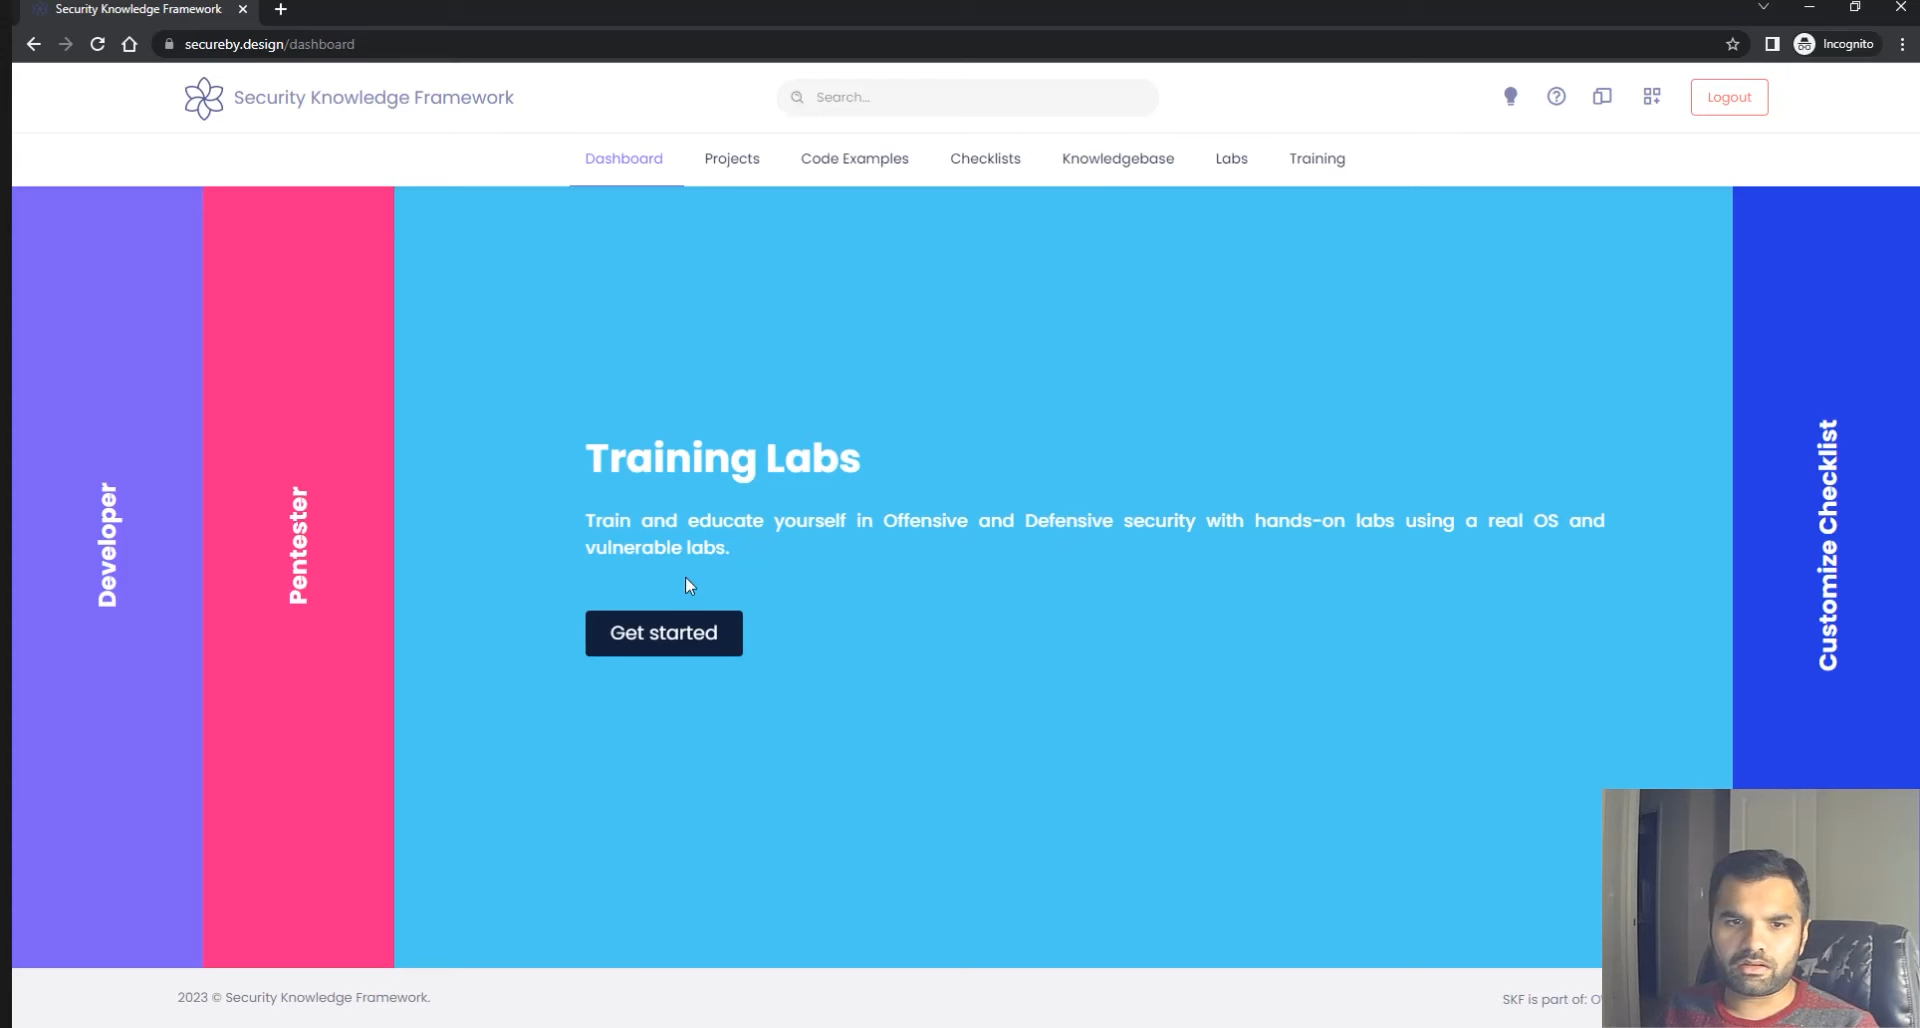 Security Knowledge Framework
secureby.design/dashboard
Incognito
Security Knowledge Framework
Search...
Logout
Dashboard
Projects
Code Examples
Checklists
Knowledgebase
Labs
Training
Developer
Pentester
Training Labs
Train and educate yourself in Offensive and Defensive security with hands-on labs using a real OS and
vulnerable labs.
Get started
Customize Checklist
2023 © Security Knowledge Framework.
SKF is part of: